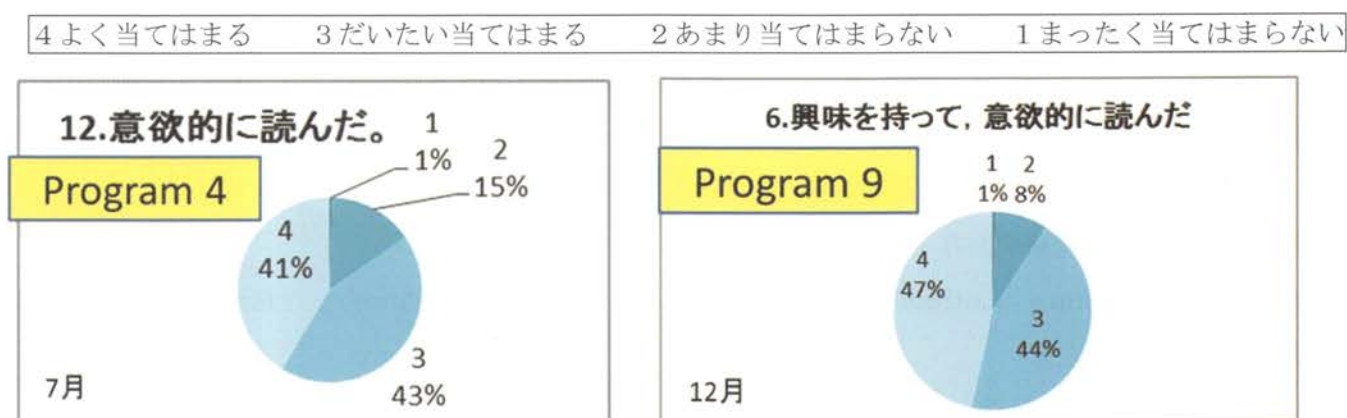 4よく当てはまる　　3だいたい当てはまる　　2あまり当てはまらない　　1まったく当てはまらない
12.意欲的に読んだ。
Program 4
1
1%
2
15%
4
41%
3
43%
7月
6.興味を持って，意欲的に読んだ
Program 9
1
1%
2
8%
4
47%
3
44%
12月